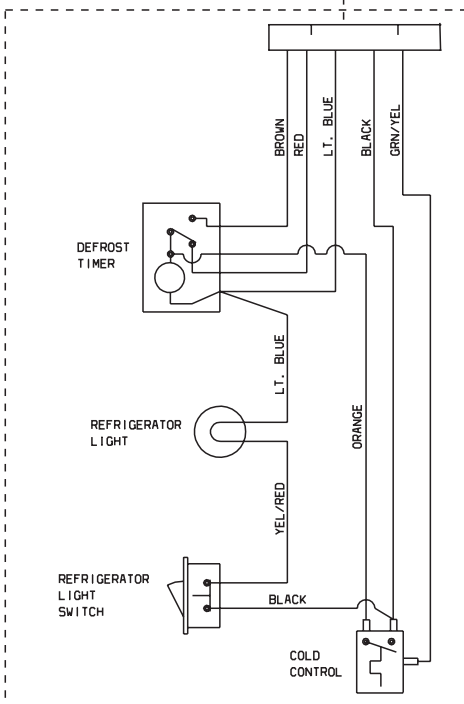 BROWN
RED
LT. BLUE
BLACK
GRN/YEL
DEFROST
TIMER
LT. BLUE
REFRIGERATOR
LIGHT
ORANGE
YEL/RED
REFRIGERATOR
LIGHT
SWITCH
BLACK
COLD
CONTROL